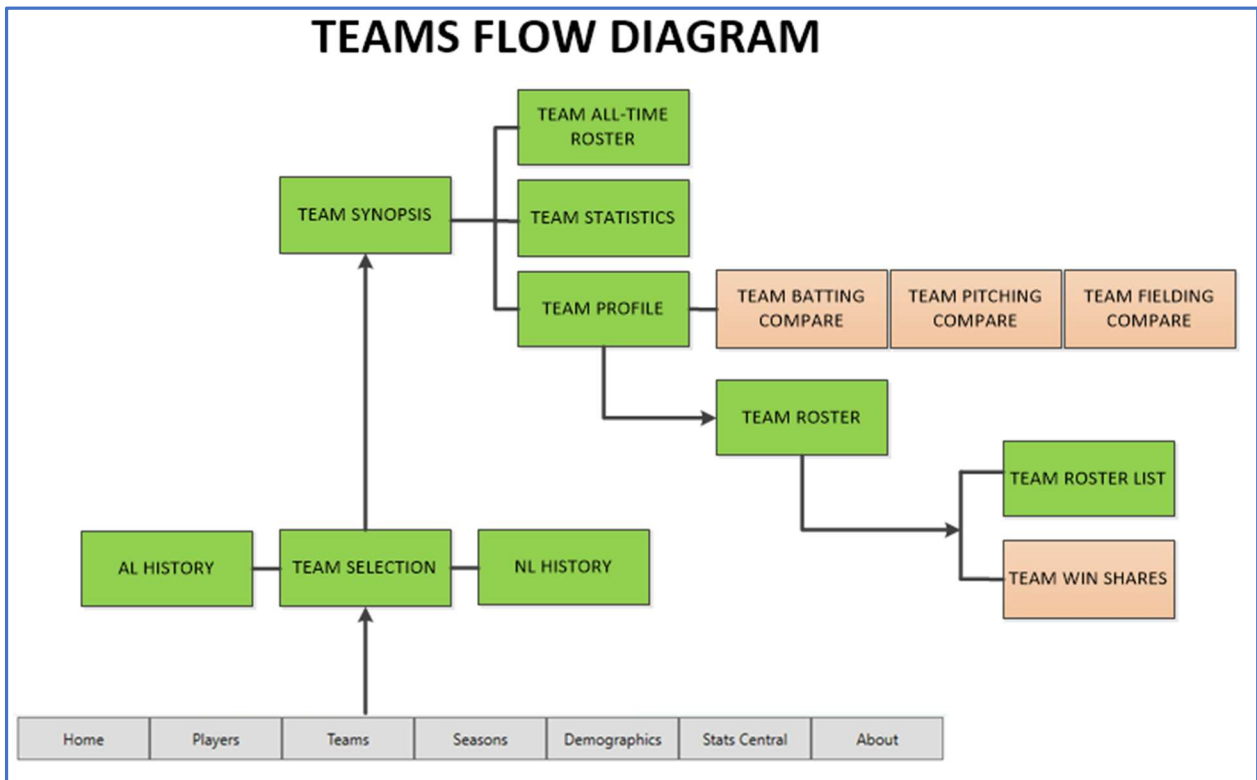 TEAMS FLOW DIAGRAM
TEAM ALL-TIME
ROSTER
TEAM SYNOPSIS
TEAM STATISTICS
TEAM PROFILE
TEAM BATTING
COMPARE
TEAM PITCHING
COMPARE
TEAM FIELDING
COMPARE
TEAM ROSTER
TEAM ROSTER LIST
AL HISTORY
TEAM SELECTION
NL HISTORY
TEAM WIN SHARES
Home
Players
Teams
Seasons
Demographics
Stats Central
About